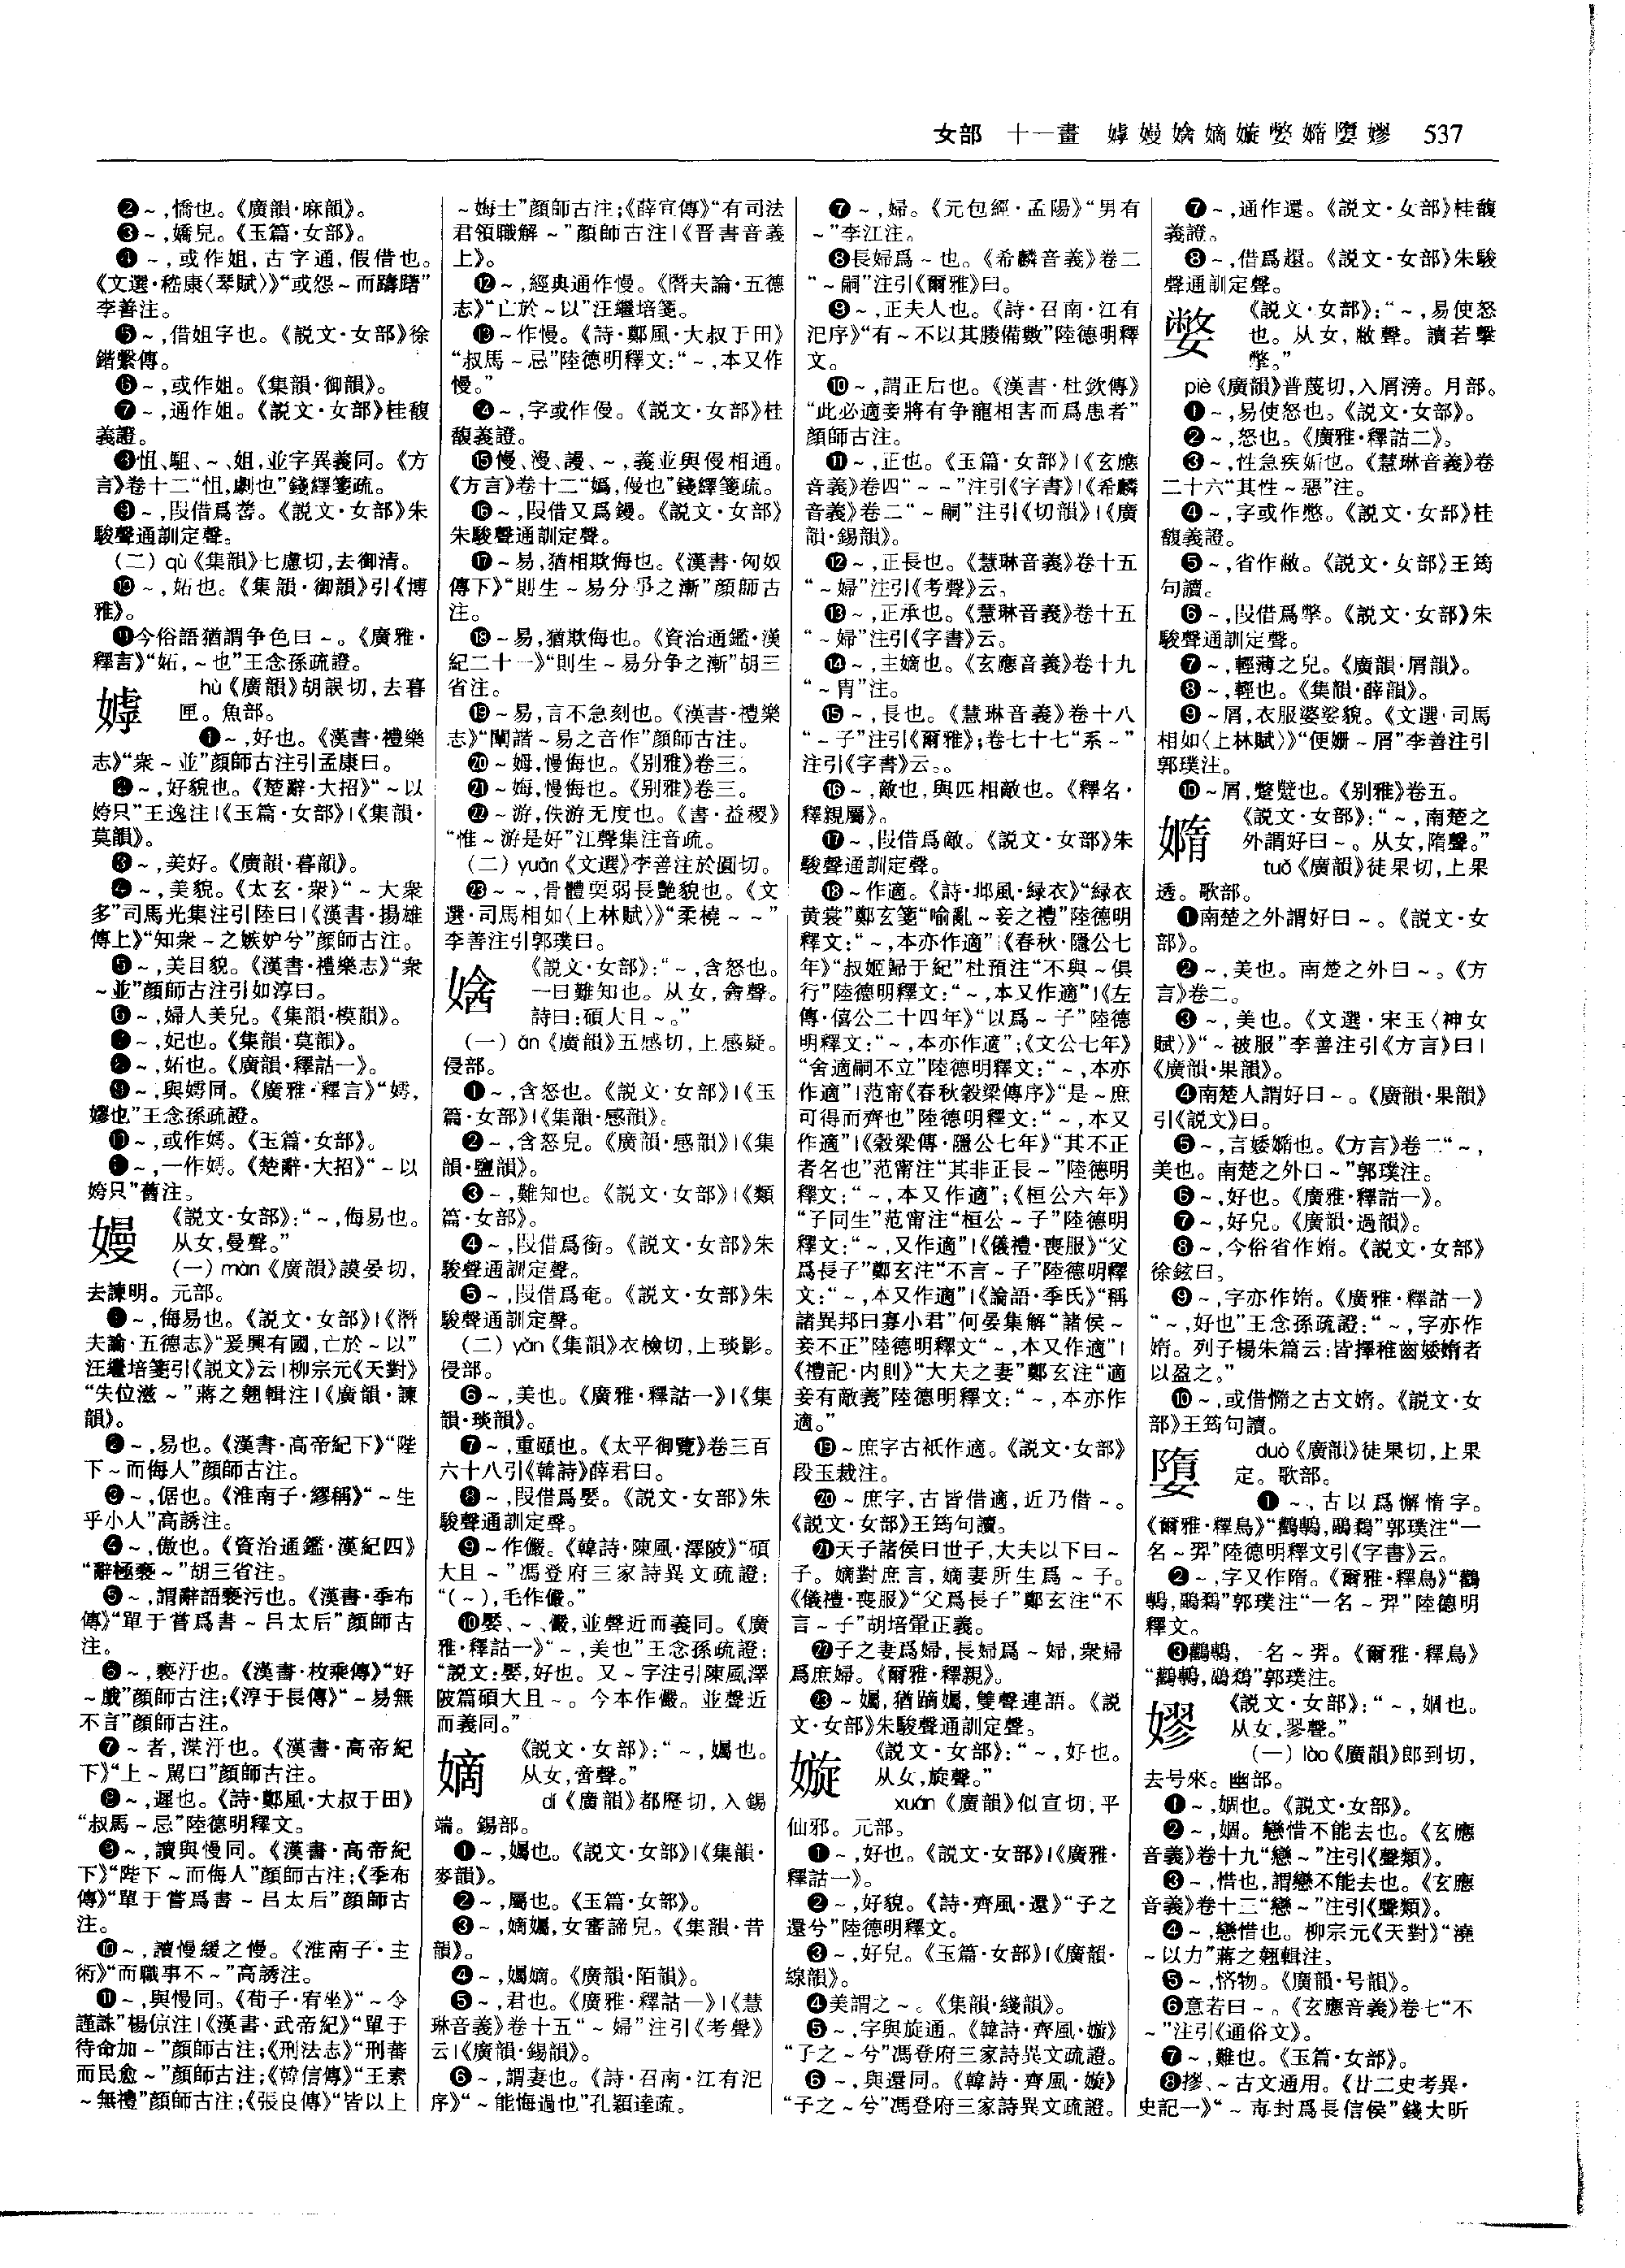 女部　十一畫　嫭嫚㛺嫡嫙嫳嫷嫷嫪　537
❷~,憍也。《廣韻·麻韻》。
❸~,嬌兒。《玉篇·女部》。
❹~,或作姐,古字通,假借也。
《文選·嵇康〈琴賦〉》“或怨~而躊躇”
李善注。
❺~,借姐字也。《説文·女部》徐
鍇繫傳。
❻~,或作姐。《集韻·御韻》。
❼~,通作姐。《説文·女部》桂馥
義證。
❽怚、駔、~、姐,並字異義同。《方
言》卷十二“怚,劇也”錢繹箋疏。
❾~,叚借爲䔢。《説文·女部》朱
駿聲通訓定聲。
(二) qù《集韻》七慮切,去御清。
❿~,妬也。《集韻·御韻》引《博
雅》。
⓫今俗語猶謂争色曰~。《廣雅·
釋言》“妬,~也”王念孫疏證。
嫭
hù《廣韻》胡誤切,去暮
匣。魚部。
❶~,好也。《漢書·禮樂
志》“衆~並”顔師古注引孟康曰。
❷~,好貌也。《楚辭·大招》“~以
姱只”王逸注|《玉篇·女部》|《集韻·
莫韻》。
❸~,美好。《廣韻·暮韻》。
❹~,美貌。《太玄·衆》“~大衆
多”司馬光集注引陸曰|《漢書·揚雄
傳上》“知衆~之嫉妒兮”顔師古注。
❺~,美目貌。《漢書·禮樂志》“衆
~並”顔師古注引如淳曰。
❻~,婦人美兒。《集韻·模韻》。
❼~,妃也。《集韻·莫韻》。
❽~,妬也。《廣韻·釋詁一》。
❾~,與嫮同。《廣雅·釋言》“嫮,
嫪也”王念孫疏證。
❿~,或作嫮。《玉篇·女部》。
⓫~,一作嫮。《楚辭·大招》“~以
姱只”舊注。
嫚
《説文·女部》:“~,侮易也。
从女,曼聲。”
(一) màn《廣韻》謨晏切,
去諫明。元部。
❶~,侮易也。《説文·女部》|《潛
夫論·五德志》“爰興有國,亡於~以”
汪繼培箋引《説文》云|柳宗元《天對》
“失位滋~”蔣之翹輯注|《廣韻·諫
韻》。
❷~,易也。《漢書·高帝紀下》“陛
下~而侮人”顔師古注。
❸~,倨也。《淮南子·繆稱》“~生
乎小人”高誘注。
❹~,傲也。《資治通鑑·漢紀四》
“辭極褻~”胡三省注。
❺~,謂辭語褻污也。《漢書·季布
傳》“單于嘗爲書~吕太后”顔師古
注。
❻~,褻汙也。《漢書·枚乘傳》“好
~戲”顔師古注;《淳于長傳》“~易無
不言”顔師古注。
❼~者,渫汙也。《漢書·高帝紀
下》“上~駡曰”顔師古注。
❽~,遲也。《詩·鄭風·大叔于田》
“叔馬~忌”陸德明釋文。
❾~,讀與慢同。《漢書·高帝紀
下》“陛下~而侮人”顔師古注;《季布
傳》“單于嘗爲書~吕太后”顔師古
注。
❿~,讀慢緩之慢。《淮南子·主
術》“而職事不~”高誘注。
⓫~,與慢同。《荀子·宥坐》“~令
謹誅”楊倞注|《漢書·武帝紀》“單于
待命加~”顔師古注;《刑法志》“刑蕃
而民愈~”顔師古注;《韓信傳》“王素
~無禮”顔師古注;《張良傳》“皆以上
~娒士”顔師古注;《薛宣傳》“有司法
君領職解~”顔師古注|《晋書音義
上》。
⓬~,經典通作慢。《潛夫論·五德
志》“亡於~以”汪繼培箋。
⓭~作慢。《詩·鄭風·大叔于田》
“叔馬~忌”陸德明釋文:“~,本又作
慢。”
⓮~,字或作僈。《説文·女部》桂
馥義證。
⓯慢、漫、謾、~,義並與僈相通。
《方言》卷十二“媯,僈也”錢繹箋疏。
⓰~,叚借又爲鏝。《説文·女部》
朱駿聲通訓定聲。
⓱~易,猶相欺侮也。《漢書·匈奴
傳下》“則生~易分爭之漸”顔師古
注。
⓲~易,猶欺侮也。《資治通鑑·漢
紀二十一》“則生~易分争之漸”胡三
省注。
⓳~易,言不急刻也。《漢書·禮樂
志》“闡諧~易之音作”顔師古注。
⓴~姆,慢侮也。《别雅》卷三。
㉑~娒,慢侮也。《别雅》卷三。
㉒~游,佚游无度也。《書·益稷》
“惟~游是好”江聲集注音疏。
(二) yuān《文選》李善注於圓切。
㉓~~,骨體耎弱長艷貌也。《文
選·司馬相如〈上林賦〉》“柔橈~~”
李善注引郭璞曰。
《説文·女部》:“~,含怒也。
一曰難知也。从女,酓聲。
詩曰:碩大且~。”
(一) ǎn《廣韻》五感切,上感疑。
侵部。
❶~,含怒也。《説文·女部》|《玉
篇·女部》|《集韻·感韻》。
❷~,含怒兒。《廣韻·感韻》|《集
韻·鹽韻》。
❸~,難知也。《説文·女部》|《類
篇·女部》。
❹~,叚借爲銜。《説文·女部》朱
駿聲通訓定聲。
❺~,叚借爲奄。《説文·女部》朱
駿聲通訓定聲。
(二) yǎn《集韻》衣檢切,上琰影。
侵部。
❻~,美也。《廣雅·釋詁一》|《集
韻·琰韻》。
❼~,重頤也。《太平御覽》卷三百
六十八引《韓詩》薛君曰。
❽~,叚借爲嬮。《説文·女部》朱
駿聲通訓定聲。
❾~作儼。《韓詩·陳風·澤陂》“碩
大且~”馮登府三家詩異文疏證:
“(~),毛作儼。”
❿嬮、~、儼,並聲近而義同。《廣
雅·釋詁一》“~,美也”王念孫疏證:
“説文:嬮,好也。又~字注引陳風澤
陂篇碩大且~。今本作儼。並聲近
而義同。”
嫡
《説文·女部》:“~,孎也。
从女,啻聲。”
dí《廣韻》都歷切,入錫
端。錫部。
❶~,孎也。《説文·女部》|《集韻·
麥韻》。
❷~,屬也。《玉篇·女部》。
❸~,嫡孎,女審諦兒。《集韻·昔
韻》。
❹~,孎嫡。《廣韻·陌韻》。
❺~,君也。《廣雅·釋詁一》|《慧
琳音義》卷十五“~婦”注引《考聲》
云|《廣韻·錫韻》。
❻~,謂妻也。《詩·召南·江有汜
序》“~能悔過也”孔穎達疏。
❼~,婦。《元包經·孟陽》“男有
~”李江注。
❽長婦爲~也。《希麟音義》卷二
“~嗣”注引《爾雅》曰。
❾~,正夫人也。《詩·召南·江有
汜序》“有~不以其媵備數”陸德明釋
文。
❿~,謂正后也。《漢書·杜欽傳》
“此必適妾將有争寵相害而爲患者”
顔師古注。
⓫~,正也。《玉篇·女部》|《玄應
音義》卷四“~~”注引《字書》|《希麟
音義》卷二“~嗣”注引《切韻》|《廣
韻·錫韻》。
⓬~,正長也。《慧琳音義》卷十五
“~婦”注引《考聲》云。
⓭~,正承也。《慧琳音義》卷十五
“~婦”注引《字書》云。
⓮~,主嫡也。《玄應音義》卷十九
“~胄”注。
⓯~,長也。《慧琳音義》卷十八
“~子”注引《爾雅》;卷七十七“系~”
注引《字書》云。
⓰~,敵也,與匹相敵也。《釋名·
釋親屬》。
⓱~,叚借爲敵。《説文·女部》朱
駿聲通訓定聲。
⓲~作適。《詩·邶風·緑衣》“緑衣
黄裳”鄭玄箋“喻亂~妾之禮”陸德明
釋文:“~,本亦作適”|《春秋·隱公七
年》“叔姬歸于紀”杜預注“不與~俱
行”陸德明釋文:“~,本又作適”|《左
傳·僖公二十四年》“以爲~子”陸德
明釋文:“~,本亦作適”;《文公七年》
“舍適嗣不立”陸德明釋文:“~,本亦
作適”|范甯《春秋穀梁傳序》“是~庶
可得而齊也”陸德明釋文:“~,本又
作適”|《穀梁傳·隱公七年》“其不正
者名也”范甯注“其非正長~”陸德明
釋文:“~,本又作適”;《桓公六年》
“子同生”范甯注“桓公~子”陸德明
釋文:“~,又作適”|《儀禮·喪服》“父
爲長子”鄭玄注“不言~子”陸德明釋
文:“~,本又作適”|《論語·季氏》“稱
諸異邦曰寡小君”何晏集解“諸侯~
妾不正”陸德明釋文“~,本又作適”|
《禮記·内則》“大夫之妻”鄭玄注“適
妾有敵義”陸德明釋文:“~,本亦作
適。”
⓳~庶字古衹作適。《説文·女部》
段玉裁注。
⓴~庶字,古皆借適,近乃借~。
《説文·女部》王筠句讀。
㉑天子諸侯曰世子,大夫以下曰~
子。嫡對庶言,嫡妻所生爲~子。
《儀禮·喪服》“父爲長子”鄭玄注“不
言~子”胡培翬正義。
㉒子之妻爲婦,長婦爲~婦,衆婦
爲庶婦。《爾雅·釋親》。
㉓~孎,猶蹢躅,雙聲連語。《説
文·女部》朱駿聲通訓定聲。
嫙
《説文·女部》:“~,好也。
从女,旋聲。”
xuán《廣韻》似宣切,平
仙邪。元部。
❶~,好也。《説文·女部》|《廣雅·
釋詁一》。
❷~,好貌。《詩·齊風·還》“子之
還兮”陸德明釋文。
❸~,好兒。《玉篇·女部》|《廣韻·
線韻》。
❹美謂之~。《集韻·綫韻》。
❺~,字與旋通。《韓詩·齊風·嫙》
“子之~兮”馮登府三家詩異文疏證。
❻~,與還同。《韓詩·齊風·嫙》
“子之~兮”馮登府三家詩異文疏證。
❼~,通作還。《説文·女部》桂馥
義證。
❽~,借爲趨。《説文·女部》朱駿
聲通訓定聲。
嫳
《説文·女部》:“~,易使怒
也。从女,敝聲。讀若擊
㩓。”
piè《廣韻》普蔑切,入屑滂。月部。
❶~,易使怒也。《説文·女部》。
❷~,怒也。《廣雅·釋詁二》。
❸~,性急疾妬也。《慧琳音義》卷
二十六“其性~惡”注。
❹~,字或作憋。《説文·女部》桂
馥義證。
❺~,省作敝。《説文·女部》王筠
句讀。
❻~,叚借爲撆。《説文·女部》朱
駿聲通訓定聲。
❼~,輕薄之兒。《廣韻·屑韻》。
❽~,輕也。《集韻·薛韻》。
❾~屑,衣服婆娑貌。《文選·司馬
相如〈上林賦〉》“便姍~屑”李善注引
郭璞注。
❿~屑,蹩躠也。《别雅》卷五。
嫷
《説文·女部》:“~,南楚之
外謂好曰~。从女,隋聲。”
tuǒ《廣韻》徒果切,上果
透。歌部。
❶南楚之外謂好曰~。《説文·女
部》。
❷~,美也。南楚之外曰~。《方
言》卷二。
❸~,美也。《文選·宋玉〈神女
賦〉》“~被服”李善注引《方言》曰|
《廣韻·果韻》。
❹南楚人謂好曰~。《廣韻·果韻》
引《説文》曰。
❺~,言婑嫷也。《方言》卷二“~,
美也。南楚之外曰~”郭璞注。
❻~,好也。《廣雅·釋詁一》。
❼~,好兒。《廣韻·過韻》。
❽~,今俗省作媠。《説文·女部》
徐鉉曰。
❾~,字亦作媠。《廣雅·釋詁一》
“~,好也”王念孫疏證:“~,字亦作
媠。列子楊朱篇云:皆擇稚齒婑媠者
以盈之。”
❿~,或借惰之古文媠。《説文·女
部》王筠句讀。
duò《廣韻》徒果切,上果
定。歌部。
❶~,古以爲懈惰字。
《爾雅·釋鳥》“鸛鷒,鶝鶔”郭璞注“一
名~羿”陸德明釋文引《字書》云。
❷~,字又作隋。《爾雅·釋鳥》“鸛
鷒,鶝鶔”郭璞注“一名~羿”陸德明
釋文。
❸鸛鷒,一名~羿。《爾雅·釋鳥》
“鸛鷒,鶝鶔”郭璞注。
嫪
《説文·女部》:“~,婟也。
从女,翏聲。”
(一) lào《廣韻》郎到切,
去号來。幽部。
❶~,婟也。《説文·女部》。
❷~,婟。戀惜不能去也。《玄應
音義》卷十九“戀~”注引《聲類》。
❸~,惜也,謂戀不能去也。《玄應
音義》卷十三“戀~”注引《聲類》。
❹~,戀惜也。柳宗元《天對》“澆
~以力”蔣之翹輯注。
❺~,悋物。《廣韻·号韻》。
❻意若曰~。《玄應音義》卷七“不
~”注引《通俗文》。
❼~,難也。《玉篇·女部》。
❽摎、~古文通用。《廿二史考異·
史記一》“~毐封爲長信侯”錢大昕